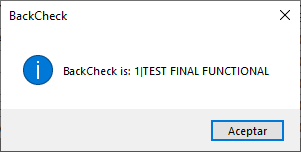 BackCheck
BackCheck is: 1|TEST FINAL FUNCTIONAL
Aceptar